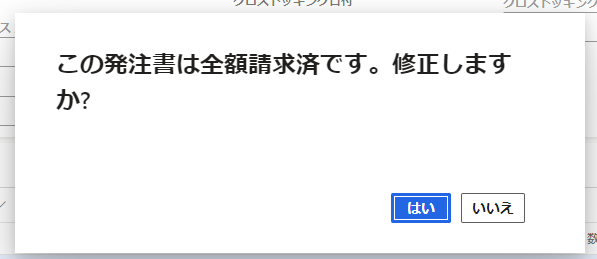 クロスドッキング日付
クロスドッキング
ス
この発注書は全額請求済です。修正します
か?
はい
いいえ
数